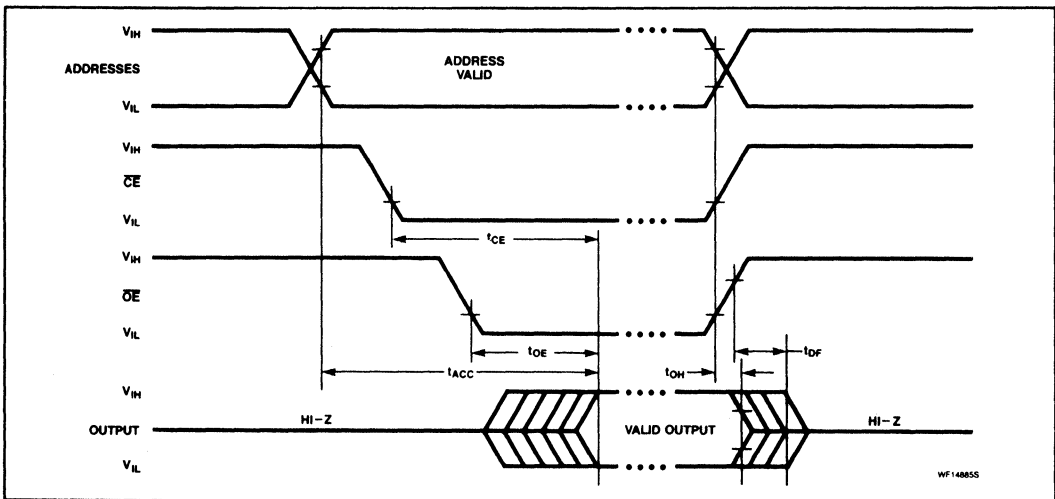 VIH
ADDRESSES
ADDRESS
VALID
VIL
VIH
CE
VIL
tCE
VIH
OE
VIL
tOE
tDF
tACC
tOH
VIH
HI-Z
OUTPUT
VALID OUTPUT
HI-Z
VIL
WF14885S